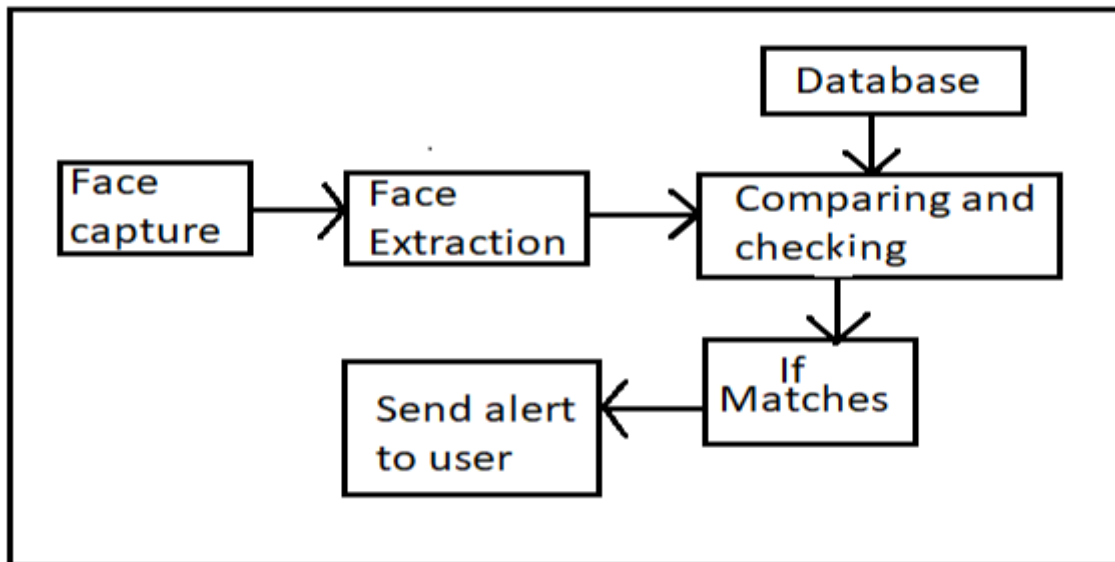 Database
Face
capture
Face
Extraction
Comparing and
checking
If
Matches
Send alert
to user